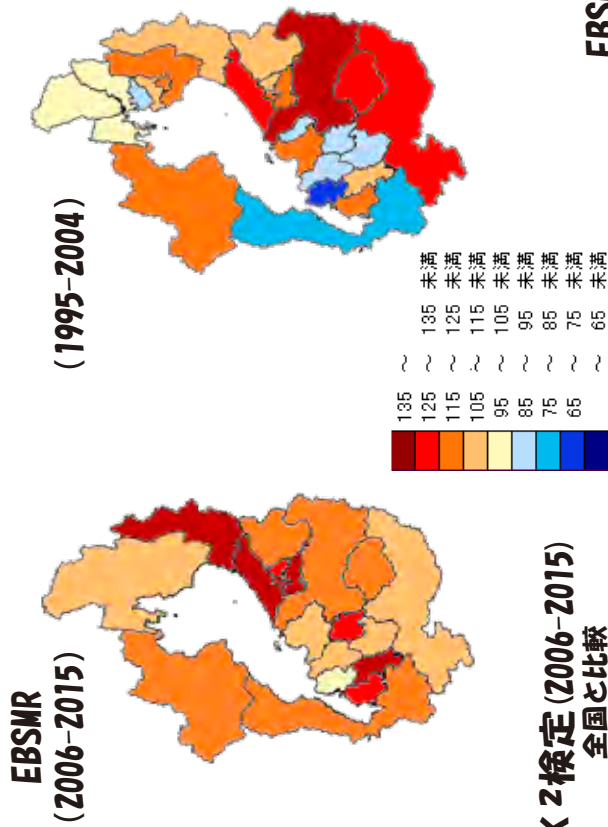 EBSMR
(2006-2015)
(1995-2004)
135 ～
125 ～ 135 未満
115 ～ 125 未満
105 ～ 115 未満
95 ～ 105 未満
85 ～ 95 未満
75 ～ 85 未満
65 ～ 75 未満
～ 65 未満
2検定(2006-2015)
全国と比較